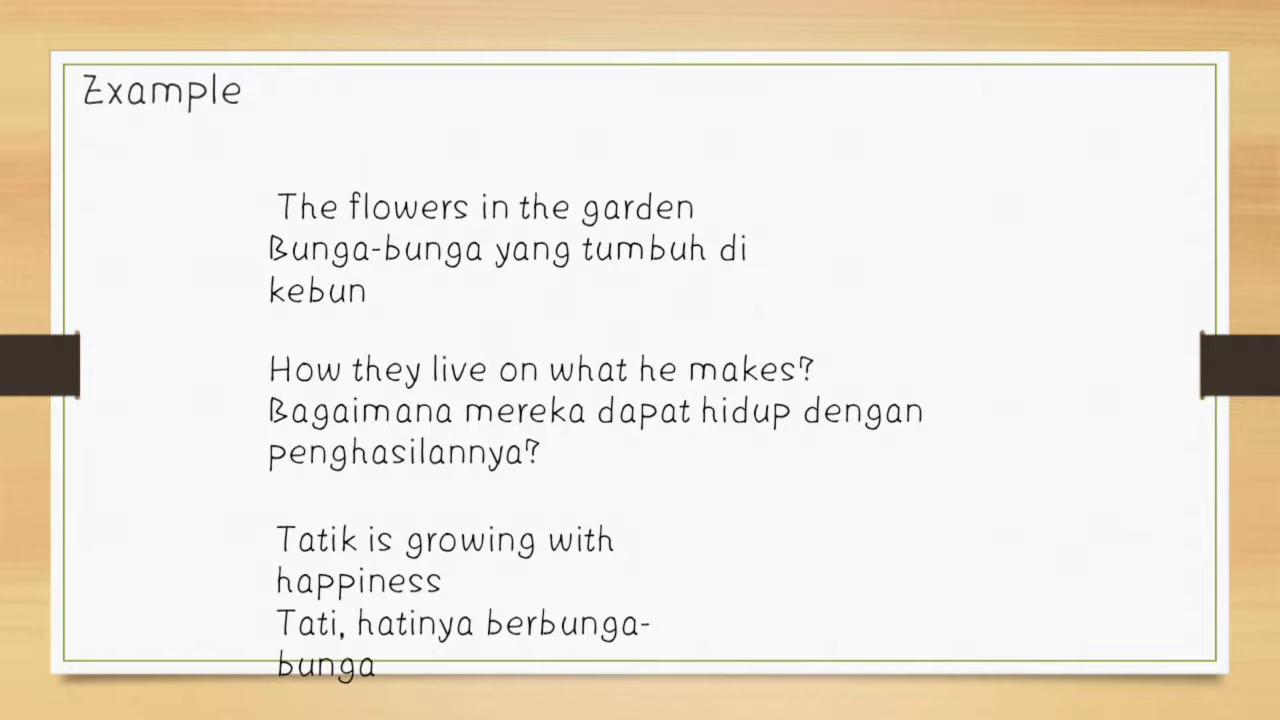 Example
The flowers in the garden
Bunga-bunga yang tumbuh di
kebun
How they live on what he makes?
Bagaimana mereka dapat hidup dengan
penghasilannya?
Tatik is growing with
happiness
Tati, hatinya berbunga-
bunga